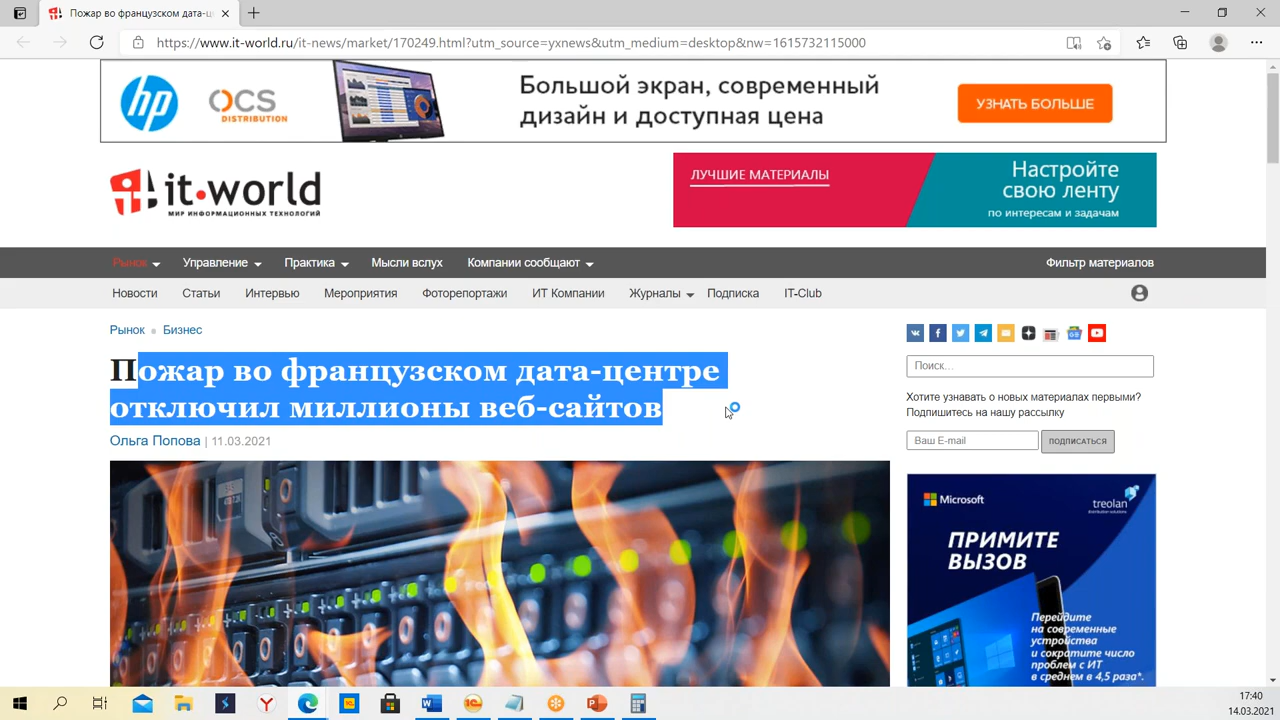 Пожар во французском дата-ц
https://www.it-world.ru/it-news/market/170249.html?utm_source=yxnews&utm_medium=desktop&nw=1615732115000
hp
OCS
DISTRIBUTION
Большой экран, современный
дизайн и доступная цена
УЗНАТЬ БОЛЬШЕ
it·world
МИР ИНФОРМАЦИОННЫХ ТЕХНОЛОГИЙ
ЛУЧШИЕ МАТЕРИАЛЫ
Настройте
свою ленту
по интересам и задачам
Рынок Управление Практика Мысли вслух Компании сообщают Фильтр материалов
Новости Статьи Интервью Мероприятия Фоторепортажи ИТ Компании Журналы Подписка IT-Club
Рынок Бизнес
Пожар во французском дата-центре
отключил миллионы веб-сайтов
Ольга Попова | 11.03.2021
Поиск...
Хотите узнавать о новых материалах первыми?
Подпишитесь на нашу рассылку
Ваш E-mail ПОДПИСАТЬСЯ
Microsoft treolan
ПРИМИТЕ
ВЫЗОВ
Перейдите
на современные
устройства
и сократите число
проблем с ИТ
в среднем в 4,5 раза*.
17:40
14.03.2021